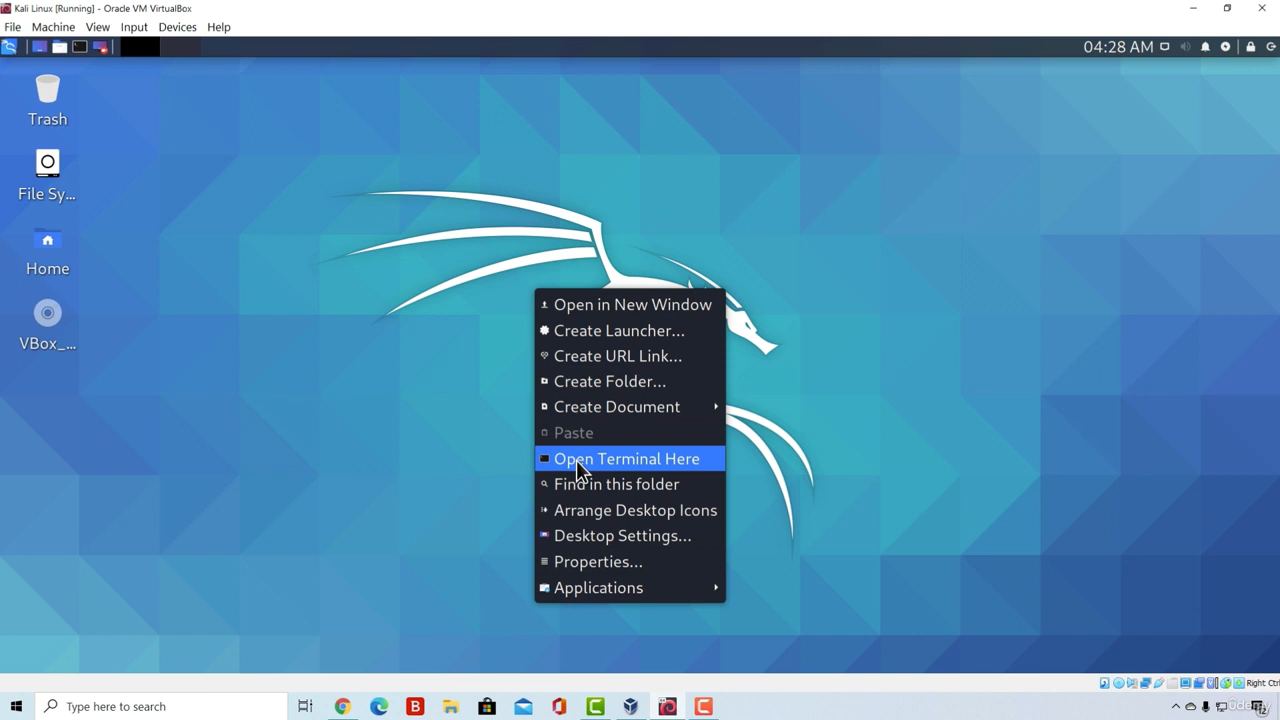 Kali Linux [Running] - Oracle VM VirtualBox
File Machine View Input Devices Help
04:28 AM
Trash
File Sy...
Home
VBox_...
Open in New Window
Create Launcher...
Create URL Link...
Create Folder...
Create Document
Paste
Open Terminal Here
Find in this folder
Arrange Desktop Icons
Desktop Settings...
Properties...
Applications
Right Ctrl
Type here to search
B
Udemy